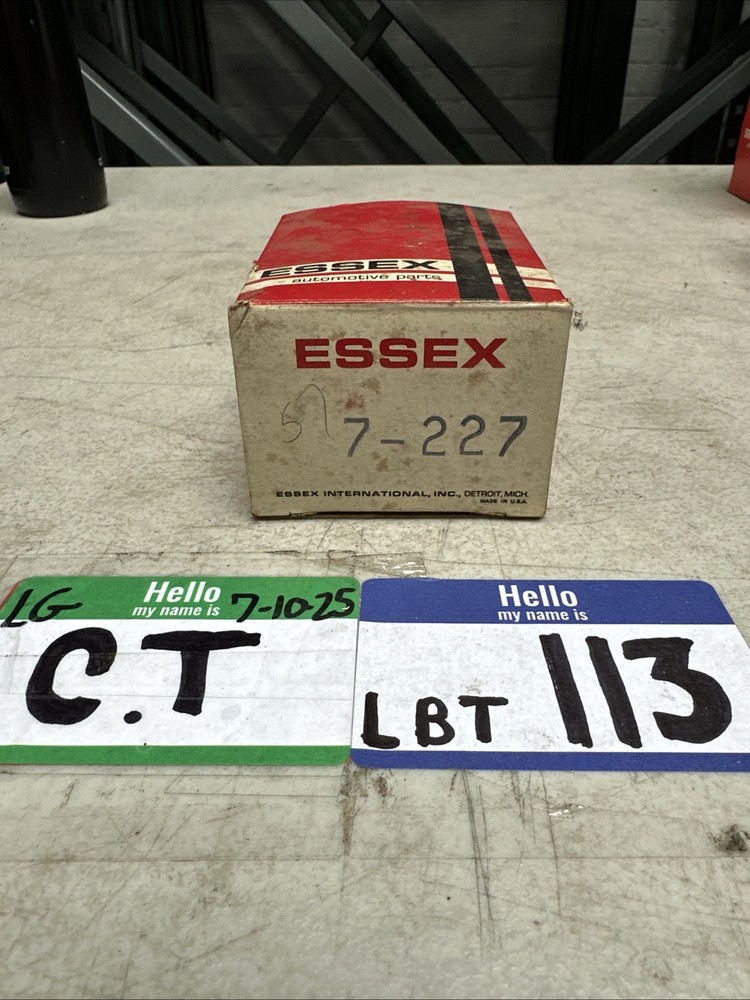 ESSEX
automotive parts
ESSEX
57
7-227
ESSEX INTERNATIONAL, INC., DETROIT, MICH.
MADE IN U.S.A.
LG Hello 7-10-25
my name is
C.T
Hello
my name is
LBT 113